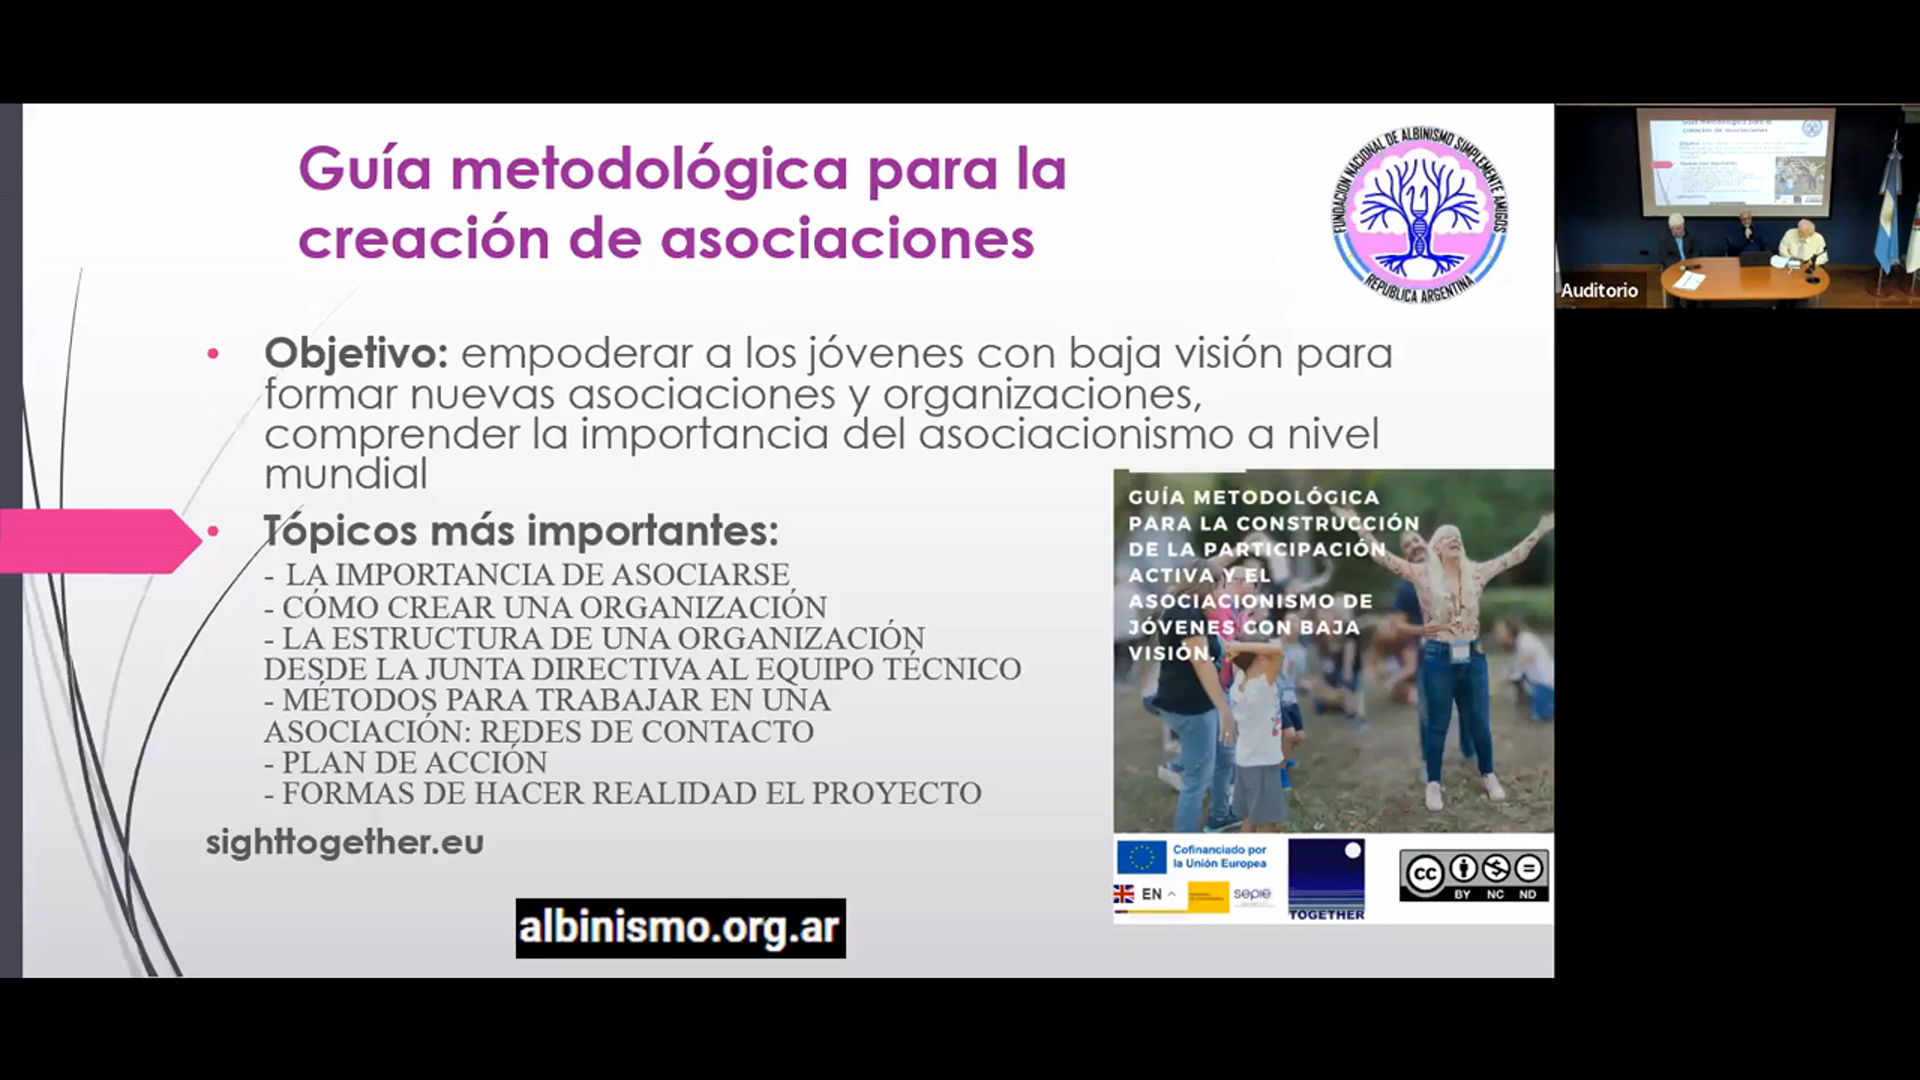 Guía metodológica para la
creación de asociaciones
FUNDACION NACIONAL DE ALBINISMO SIMPLEMENTE AMIGOS
REPUBLICA ARGENTINA
• Objetivo: empoderar a los jóvenes con baja visión para
formar nuevas asociaciones y organizaciones,
comprender la importancia del asociacionismo a nivel
mundial
• Tópicos más importantes:
- LA IMPORTANCIA DE ASOCIARSE
- CÓMO CREAR UNA ORGANIZACIÓN
- LA ESTRUCTURA DE UNA ORGANIZACIÓN
DESDE LA JUNTA DIRECTIVA AL EQUIPO TÉCNICO
- MÉTODOS PARA TRABAJAR EN UNA
ASOCIACIÓN: REDES DE CONTACTO
- PLAN DE ACCIÓN
- FORMAS DE HACER REALIDAD EL PROYECTO
sighttogether.eu
albinismo.org.ar
GUÍA METODOLÓGICA
PARA LA CONSTRUCCIÓN
DE LA PARTICIPACIÓN
ACTIVA Y EL
ASOCIACIONISMO DE
JÓVENES CON BAJA
VISIÓN.
Cofinanciado por
la Unión Europea
EN
sepie
TOGETHER
CC
BY NC ND
Auditorio